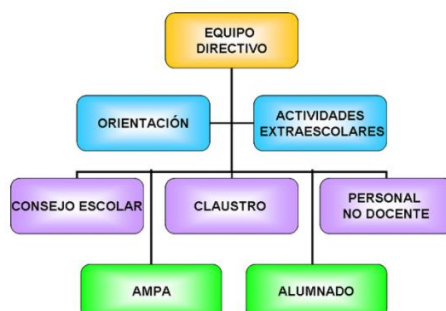 EQUIPO
DIRECTIVO
ORIENTACIÓN
ACTIVIDADES
EXTRAESCOLARES
CONSEJO ESCOLAR
CLAUSTRO
PERSONAL
NO DOCENTE
AMPA
ALUMNADO